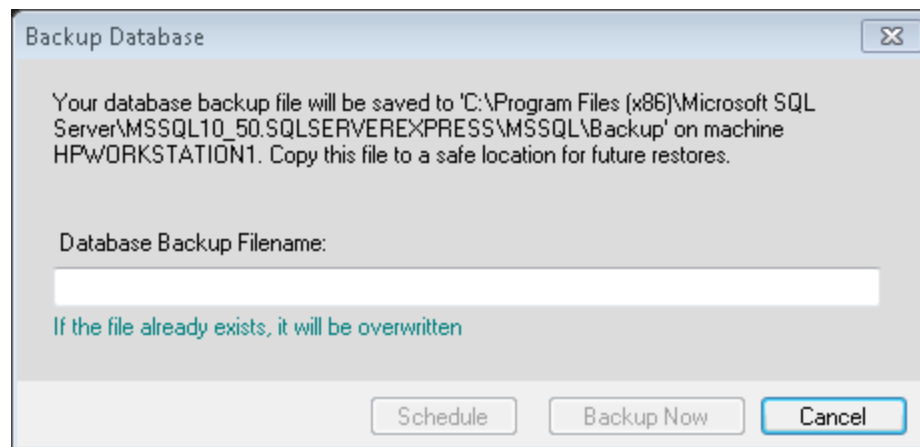 Backup Database
Your database backup file will be saved to 'C:\Program Files (x86)\Microsoft SQL
Server\MSSQL10_50.SQLSERVEREXPRESS\MSSQL\Backup' on machine
HPWORKSTATION1. Copy this file to a safe location for future restores.
Database Backup Filename:
If the file already exists, it will be overwritten
Schedule
Backup Now
Cancel